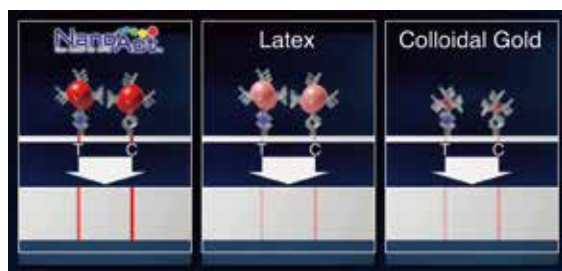 NanoAct
Latex
Colloidal Gold
T C
T C
T C